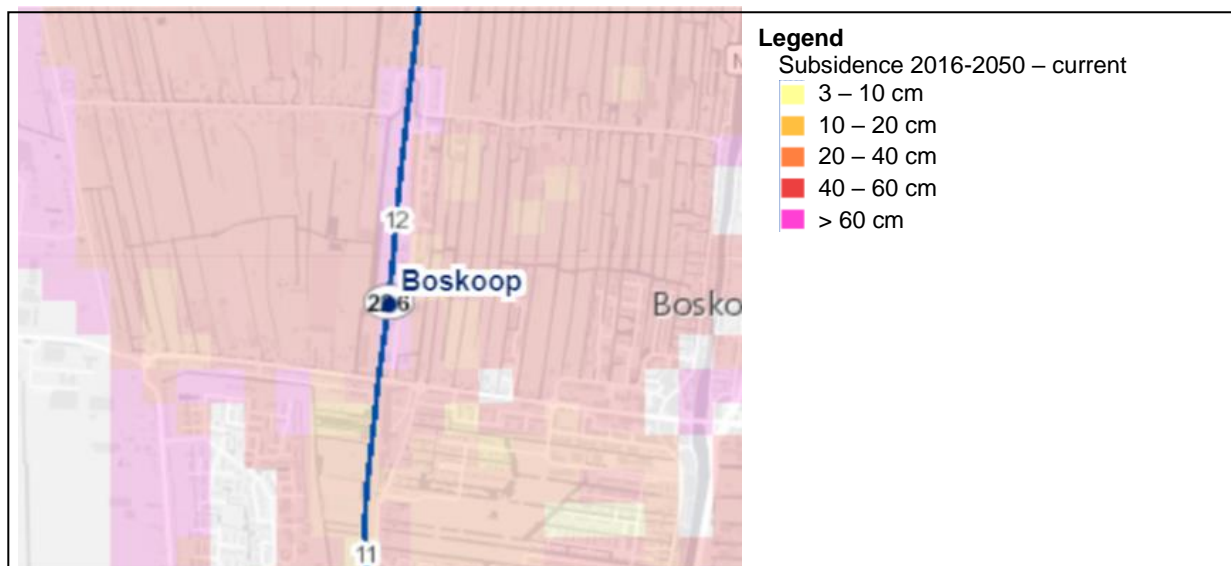 Legend
Subsidence 2016-2050 – current
3 – 10 cm
10 – 20 cm
20 – 40 cm
40 – 60 cm
> 60 cm
N
12
Boskoop
Bosko
11